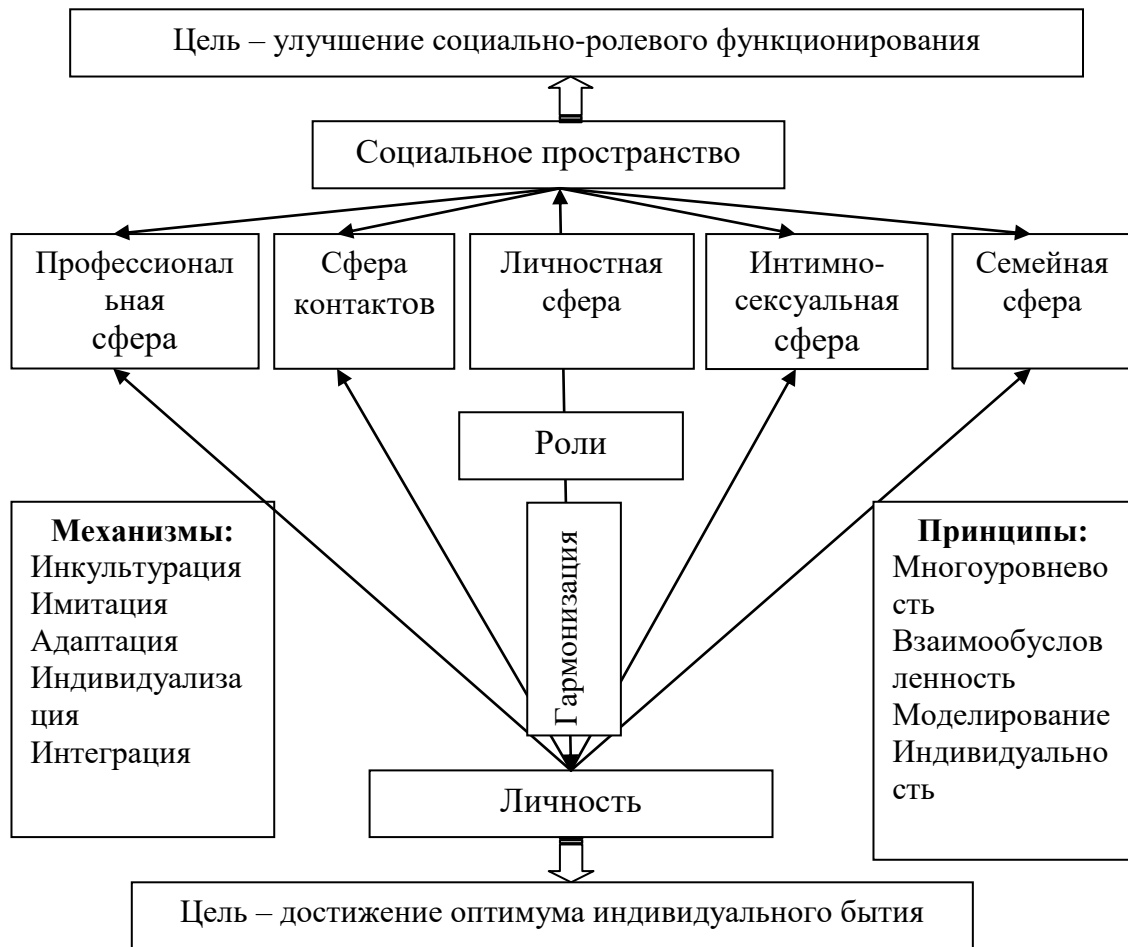 Цель – улучшение социально-ролевого функционирования
Социальное пространство
Профессионал
ьная
сфера
Сфера
контактов
Личностная
сфера
Интимно-
сексуальная
сфера
Семейная
сфера
Роли
Механизмы:
Инкультурация
Имитация
Адаптация
Индивидуализа
ция
Интеграция
Гармонизация
Принципы:
Многоуровнево
сть
Взаимообуслов
ленность
Моделирование
Индивидуально
сть
Личность
Цель – достижение оптимума индивидуального бытия